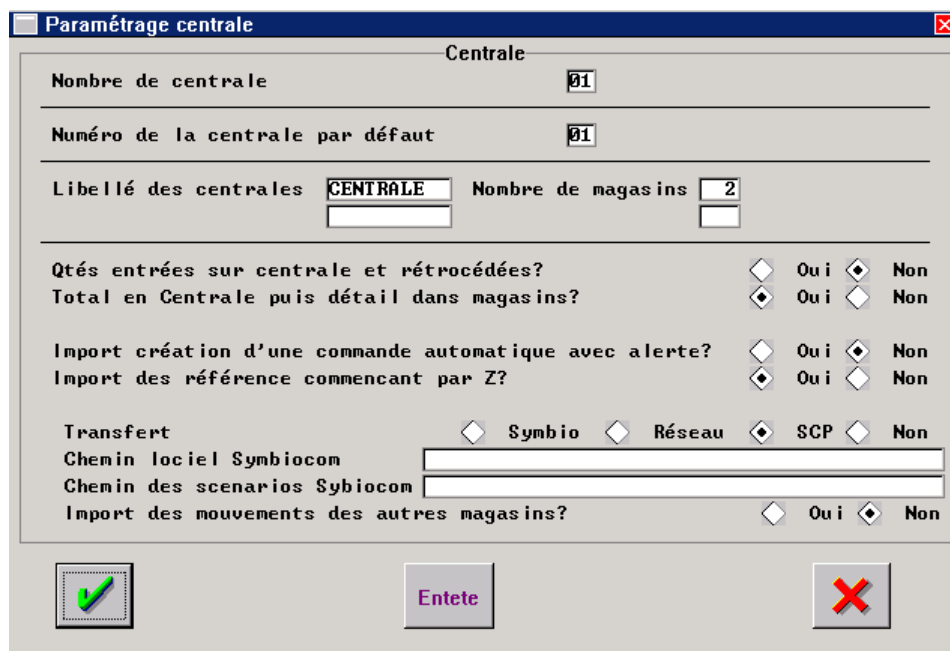 Paramétrage centrale
Centrale
Nombre de centrale 01
Numéro de la centrale par défaut 01
Libellé des centrales CENTRALE Nombre de magasins 2
Qtés entrées sur centrale et rétrocédées? Oui Non
Total en Centrale puis détail dans magasins? Oui Non
Import création d'une commande automatique avec alerte? Oui Non
Import des référence commencant par Z? Oui Non
Transfert Symbio Réseau SCP Non
Chemin lociel Symbiocom
Chemin des scenarios Sybiocom
Import des mouvements des autres magasins? Oui Non
Entete